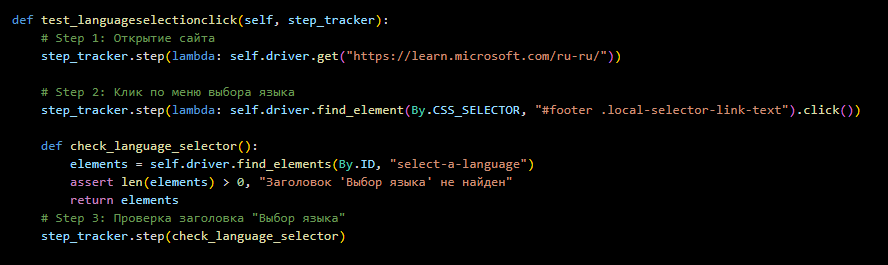 def test_languageselectionclick(self, step_tracker):
    # Step 1: Открытие сайта
    step_tracker.step(lambda: self.driver.get("https://learn.microsoft.com/ru-ru/"))

    # Step 2: Клик по меню выбора языка
    step_tracker.step(lambda: self.driver.find_element(By.CSS_SELECTOR, "#footer .local-selector-link-text").click())

    def check_language_selector():
        elements = self.driver.find_elements(By.ID, "select-a-language")
        assert len(elements) > 0, "Заголовок 'Выбор языка' не найден"
        return elements
    # Step 3: Проверка заголовка "Выбор языка"
    step_tracker.step(check_language_selector)